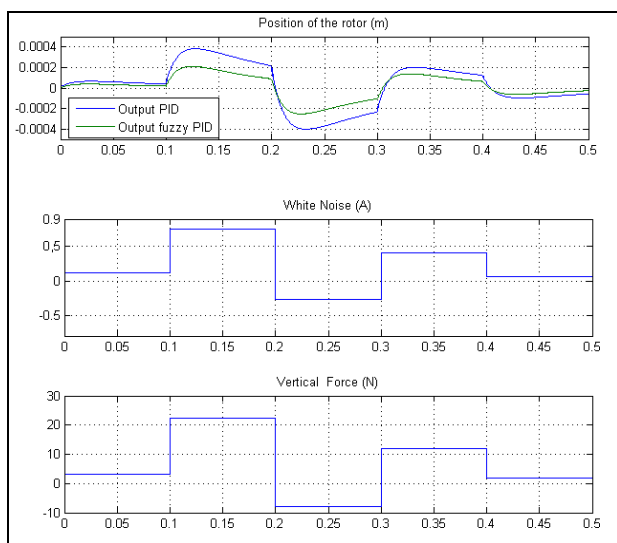 Position of the rotor (m)
0.0004
0.0002
0
-0.0002
-0.0004
Output PID
Output fuzzy PID
0 0.05 0.1 0.15 0.2 0.25 0.3 0.35 0.4 0.45 0.5
White Noise (A)
0.9
0,5
0
-0.5
0 0.05 0.1 0.15 0.2 0.25 0.3 0.35 0.4 0.45 0.5
Vertical Force (N)
30
20
10
0
-10
0 0.05 0.1 0.15 0.2 0.25 0.3 0.35 0.4 0.45 0.5